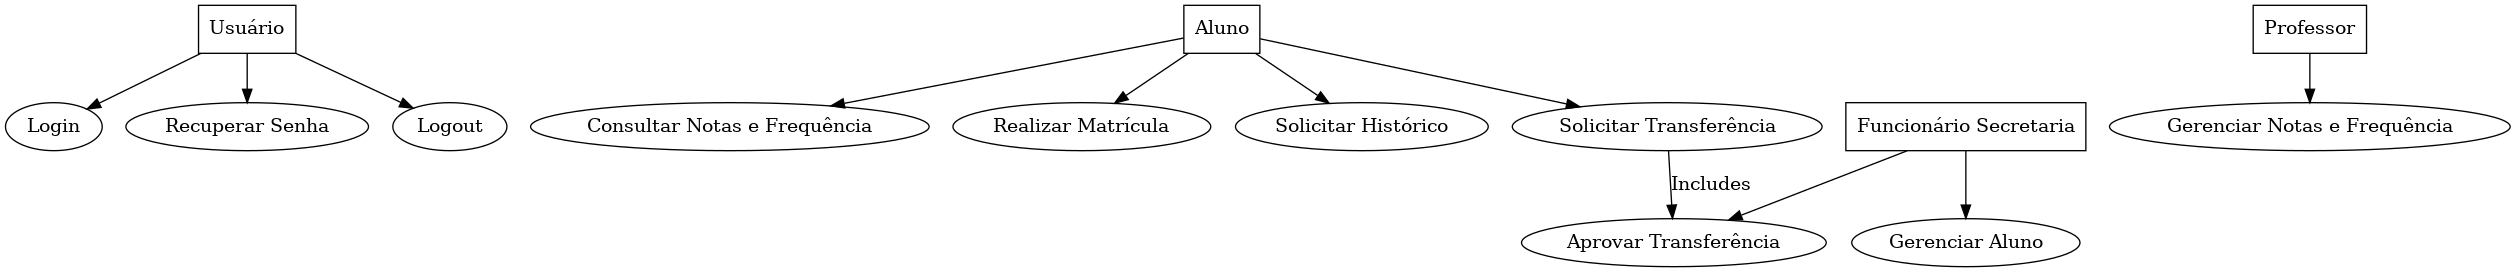 Usuário
Aluno
Professor
Login
Recuperar Senha
Logout
Consultar Notas e Frequência
Realizar Matrícula
Solicitar Histórico
Solicitar Transferência
Funcionário Secretaria
Gerenciar Notas e Frequência
Includes
Aprovar Transferência
Gerenciar Aluno